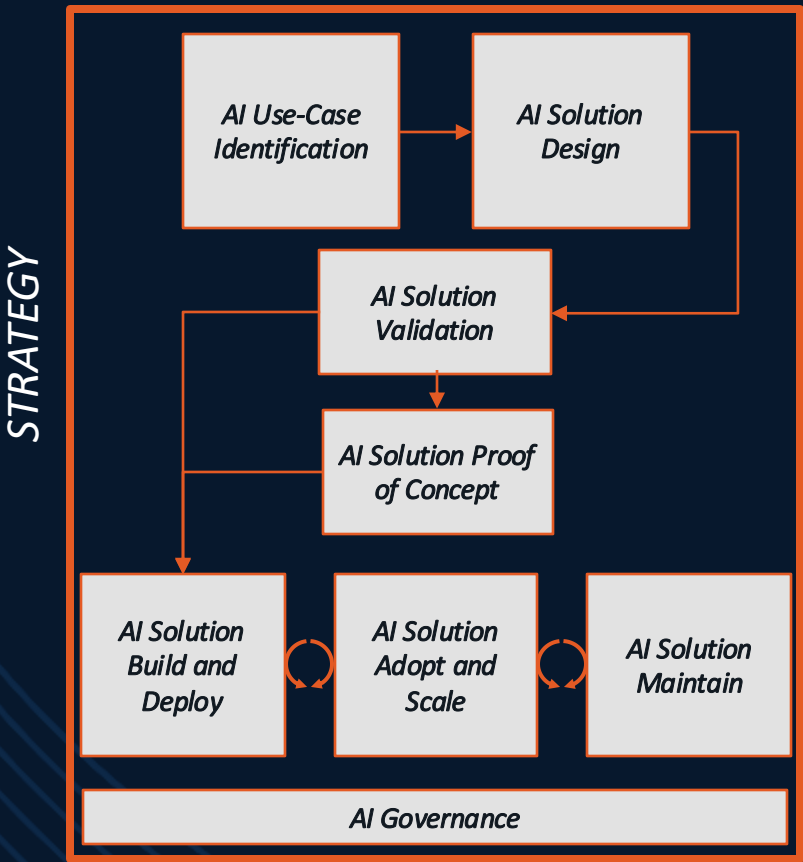 STRATEGY
AI Use-Case
Identification
AI Solution
Design
AI Solution
Validation
AI Solution Proof
of Concept
AI Solution
Build and
Deploy
AI Solution
Adopt and
Scale
AI Solution
Maintain
AI Governance